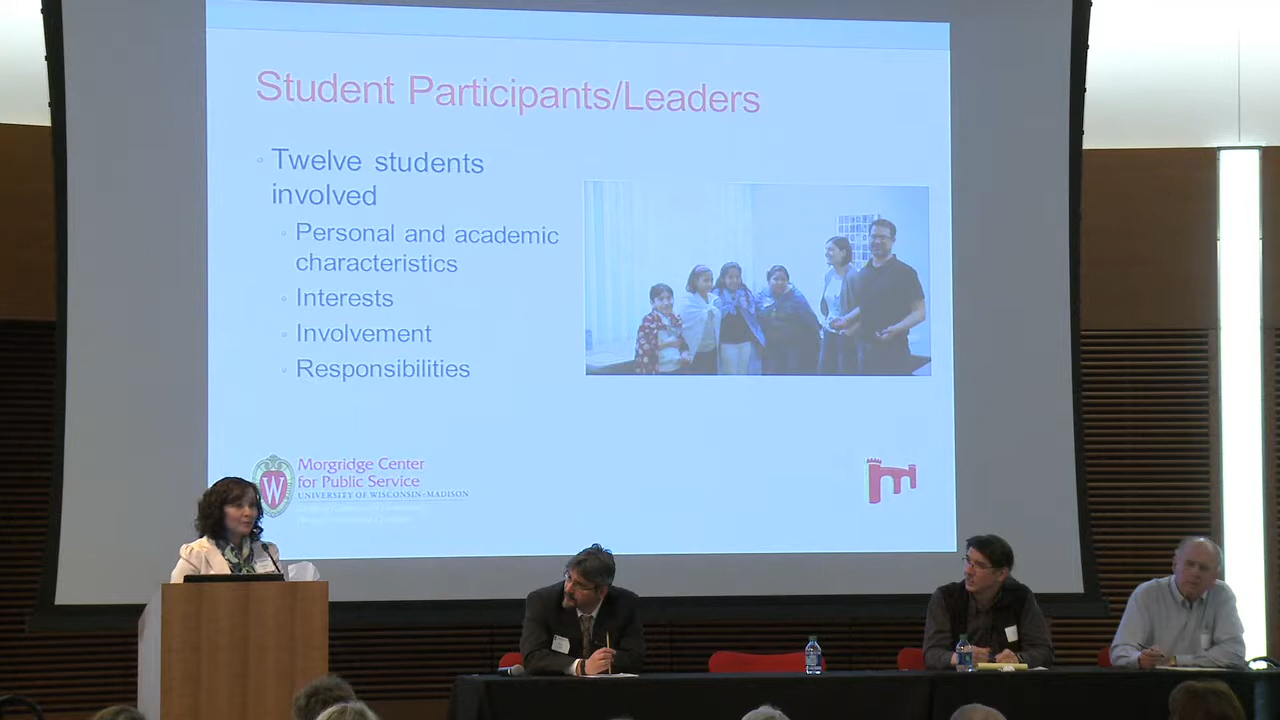 Student Participants/Leaders
Twelve students
involved
Personal and academic
characteristics
Interests
Involvement
Responsibilities
W
Morgridge Center
for Public Service
UNIVERSITY OF WISCONSIN-MADISON
m